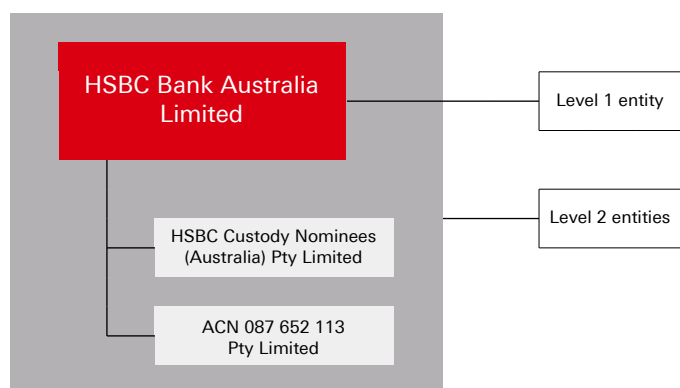 HSBC Bank Australia
Limited
Level 1 entity
Level 2 entities
HSBC Custody Nominees
(Australia) Pty Limited
ACN 087 652 113
Pty Limited